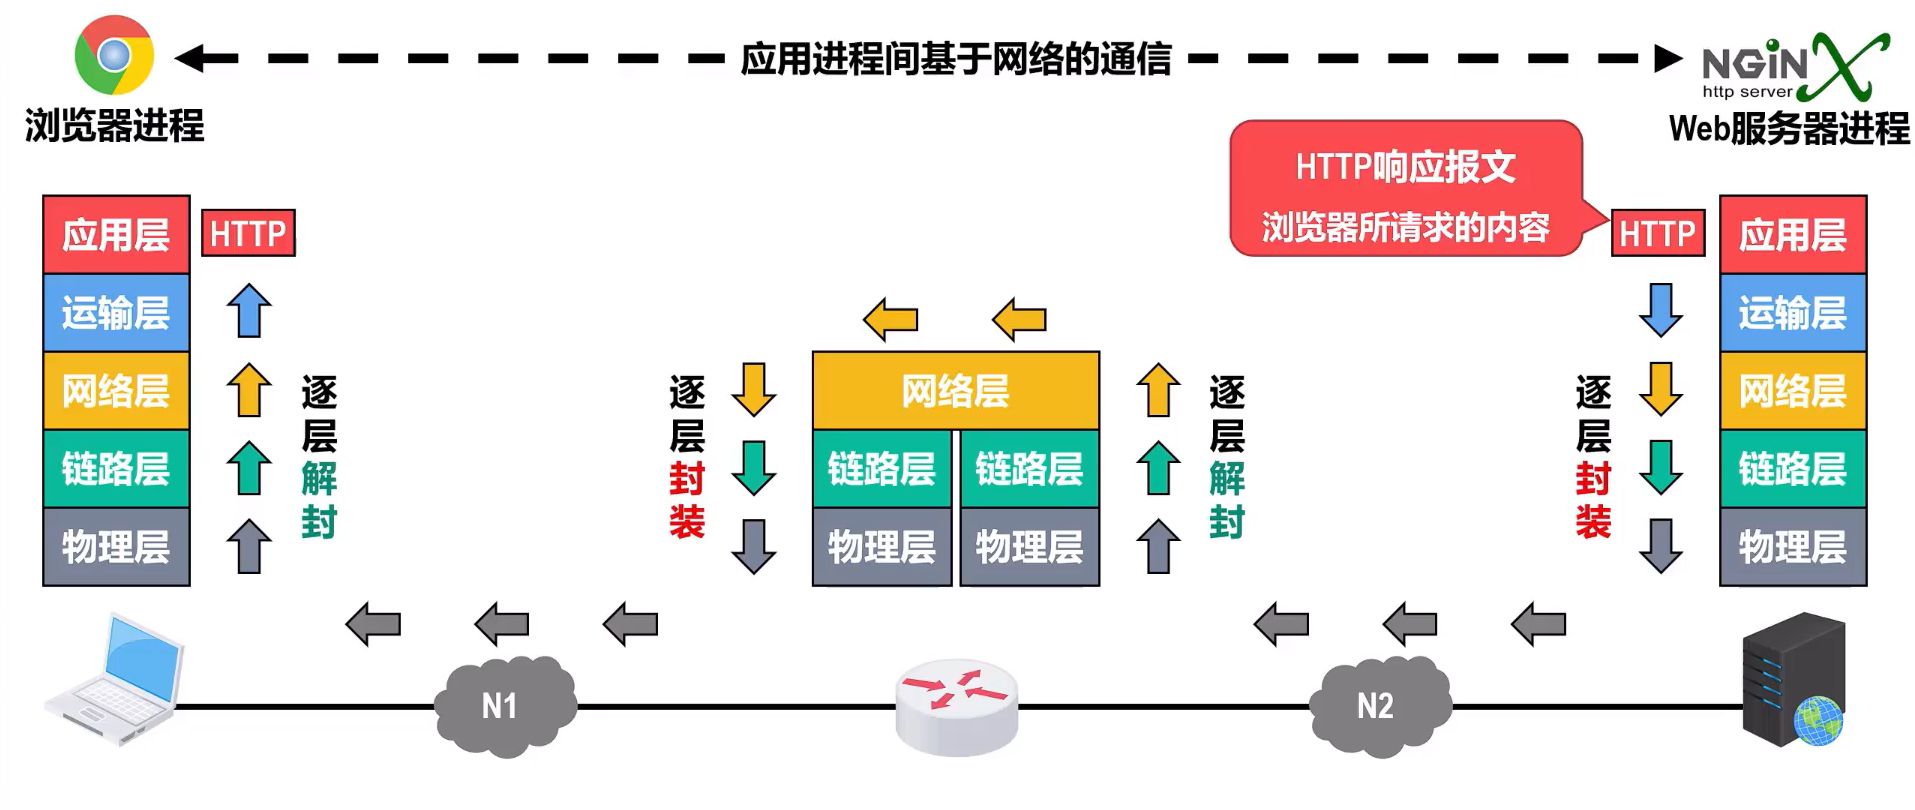 应用进程间基于网络的通信
NGiNX
http server
浏览器进程
Web服务器进程
HTTP响应报文
浏览器所请求的内容
应用层
HTTP
运输层
网络层
链路层
物理层
逐层解封
逐层封装
网络层
链路层
链路层
物理层
物理层
逐层解封
逐层封装
HTTP
应用层
运输层
网络层
链路层
物理层
N1
N2